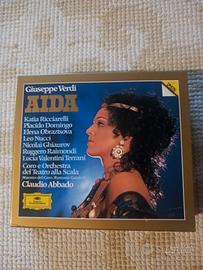 Giuseppe Verdi
AIDA
Katia Ricciarelli
Placido Domingo
Elena Obraztsova
Leo Nucci
Nicolai Ghiaurov
Ruggero Raimondi
Lucia Valentini Terrani
Coro e Orchestra
del Teatro alla Scala
Claudio Abbado